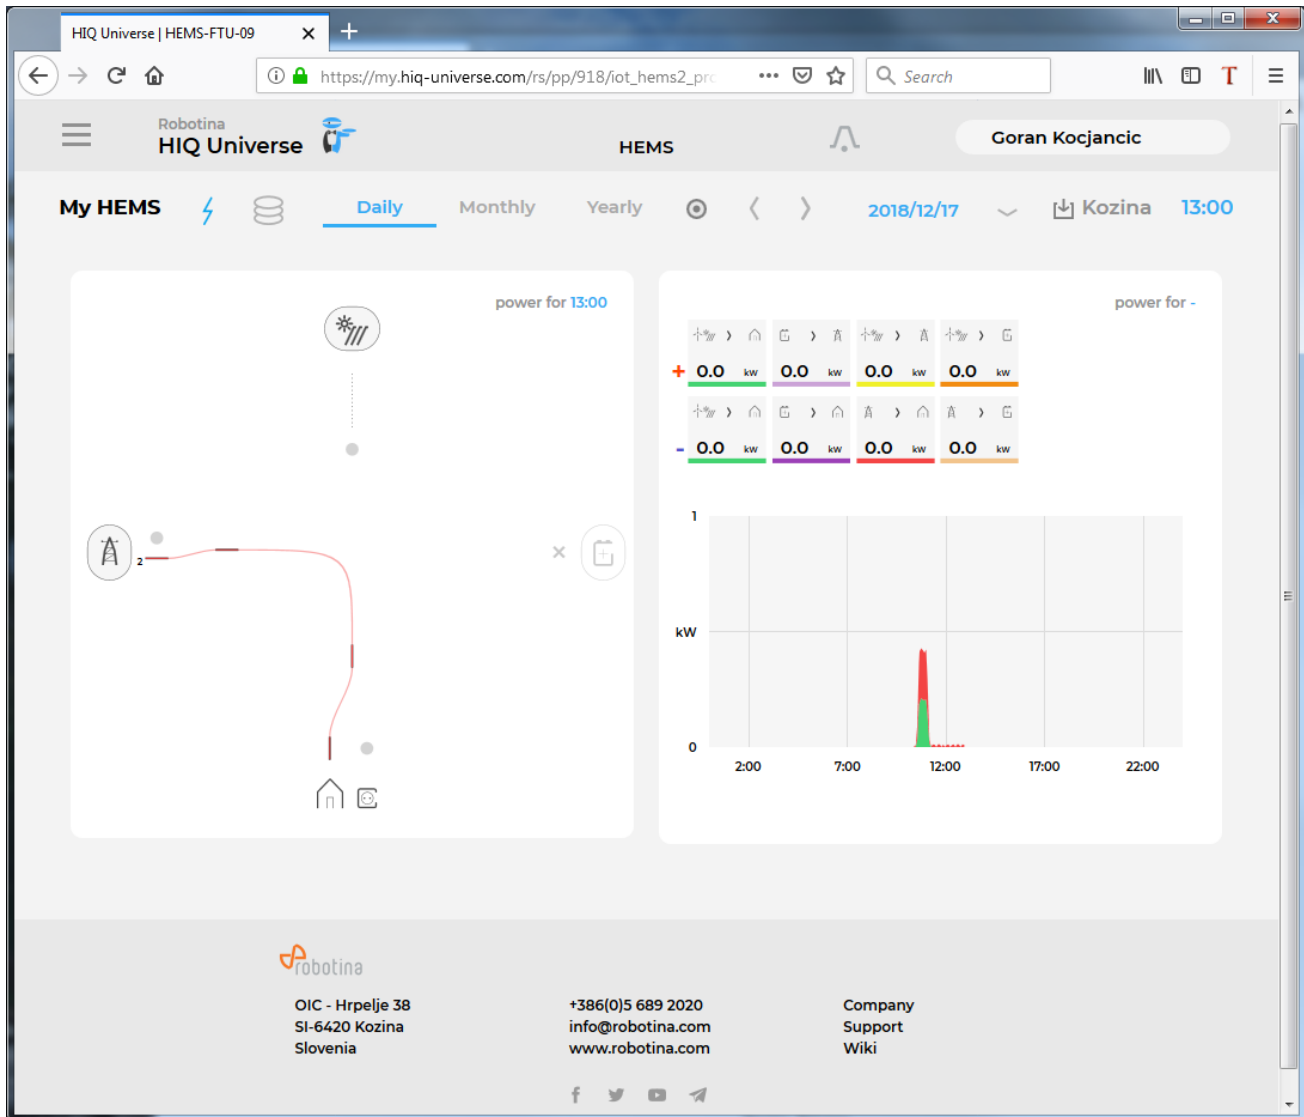 HIQ Universe | HEMS-FTU-09
https://my.hiq-universe.com/rs/pp/918/iot_hems2_pro
Search
T
Robotina
HIQ Universe
HEMS
Goran Kocjancic
My HEMS
Daily
Monthly
Yearly
2018/12/17
Kozina
13:00
power for 13:00
2
power for -
+ 0.0 kw 0.0 kw 0.0 kw 0.0 kw
- 0.0 kw 0.0 kw 0.0 kw 0.0 kw
1
kW
0
2:00 7:00 12:00 17:00 22:00
robotina
OIC - Hrpelje 38
SI-6420 Kozina
Slovenia
+386(0)5 689 2020
info@robotina.com
www.robotina.com
Company
Support
Wiki